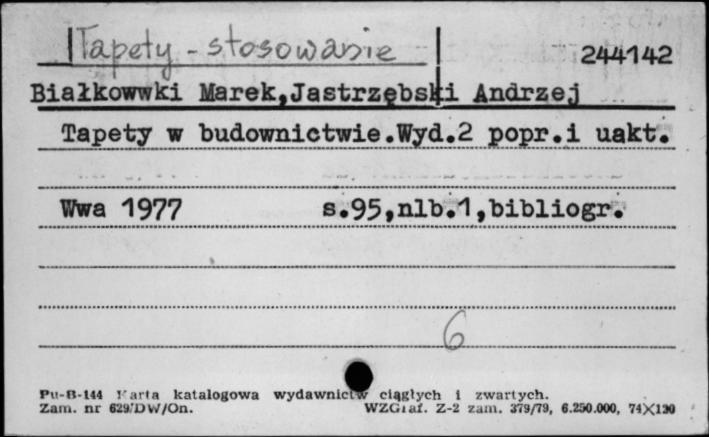 Tapety - stosowanie 244142
Białkowwki Marek,Jastrzębski Andrzej
Tapety w budownictwie.Wyd.2 popr.i uakt.
Wwa 1977 s.95,nlb.1,bibliogr.
6
Pu-B-144 Karta katalogowa wydawnictw ciągłych i zwartych.
Zam. nr 629/DW/On. WZGraf. Z-2 zam. 379/79, 6.250.000, 74X120